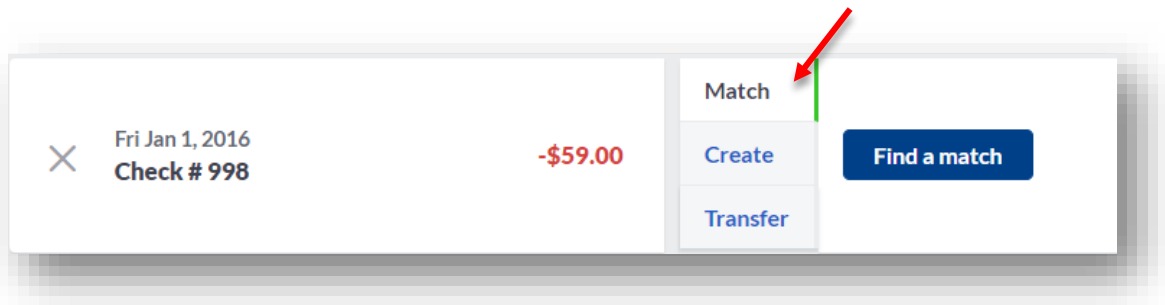 Fri Jan 1, 2016
Check # 998
-$59.00
Match
Create
Transfer
Find a match